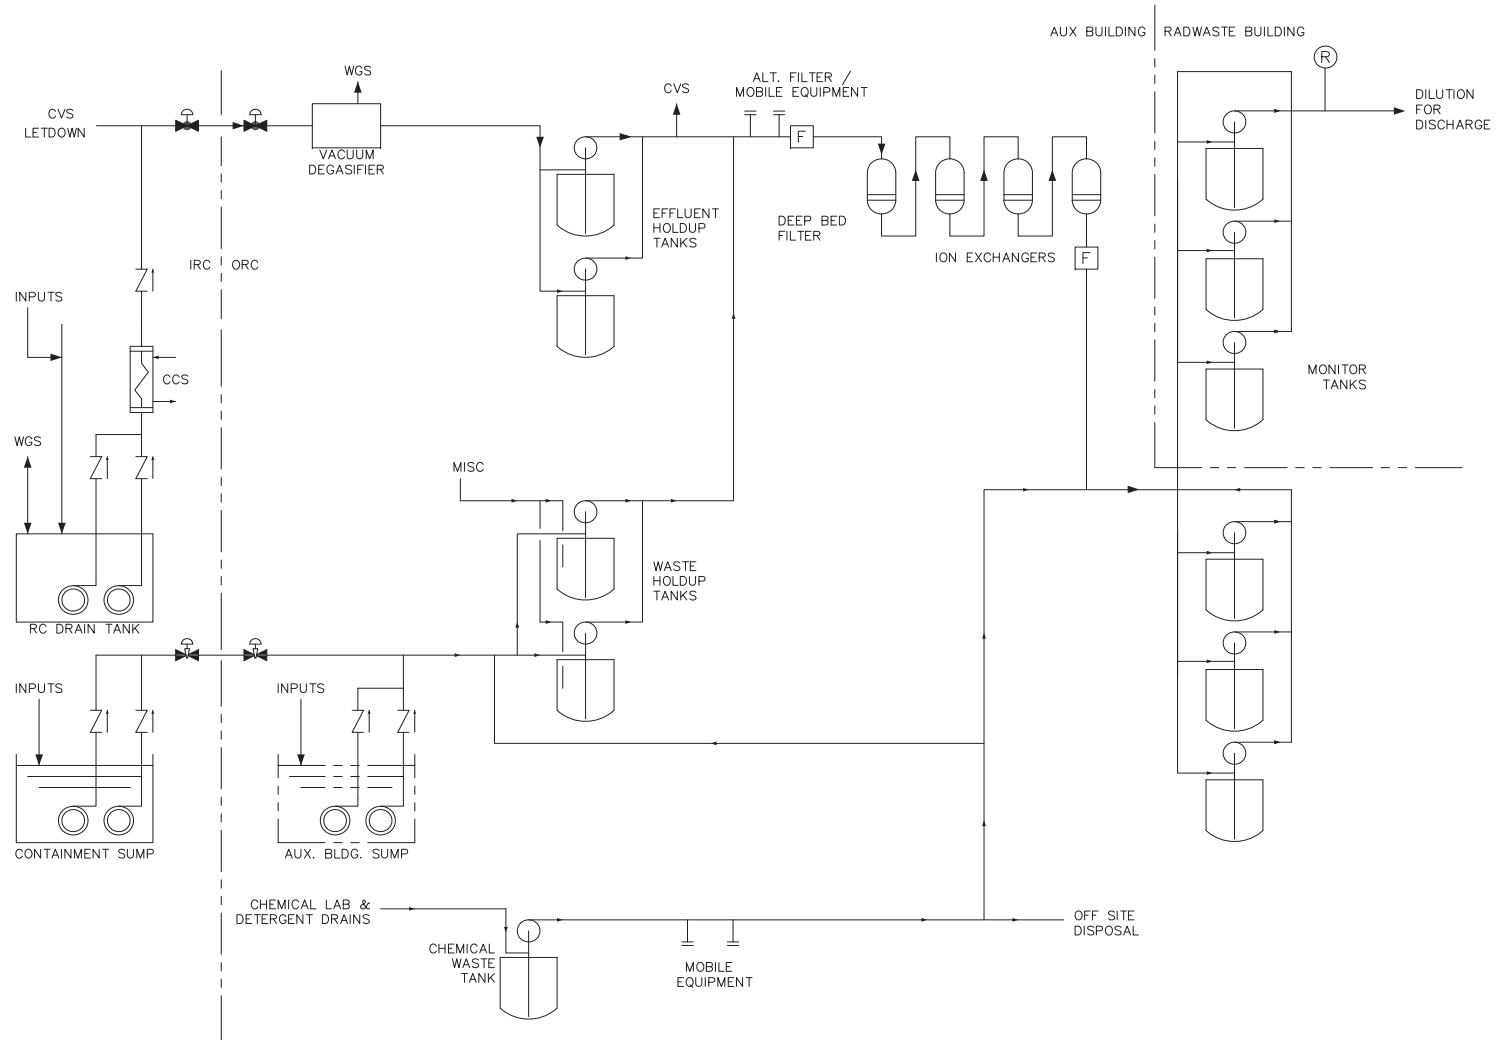 AUX BUILDING
RADWASTE BUILDING
R
WGS
ALT. FILTER /
MOBILE EQUIPMENT
CVS
DILUTION
FOR
DISCHARGE
CVS
LETDOWN
F
VACUUM
DEGASIFIER
EFFLUENT
HOLDUP
TANKS
DEEP BED
FILTER
ION EXCHANGERS
F
IRC
ORC
INPUTS
CCS
MONITOR
TANKS
WGS
MISC
WASTE
HOLDUP
TANKS
RC DRAIN TANK
INPUTS
INPUTS
CONTAINMENT SUMP
AUX. BLDG. SUMP
CHEMICAL LAB &
DETERGENT DRAINS
OFF SITE
DISPOSAL
CHEMICAL
WASTE
TANK
MOBILE
EQUIPMENT